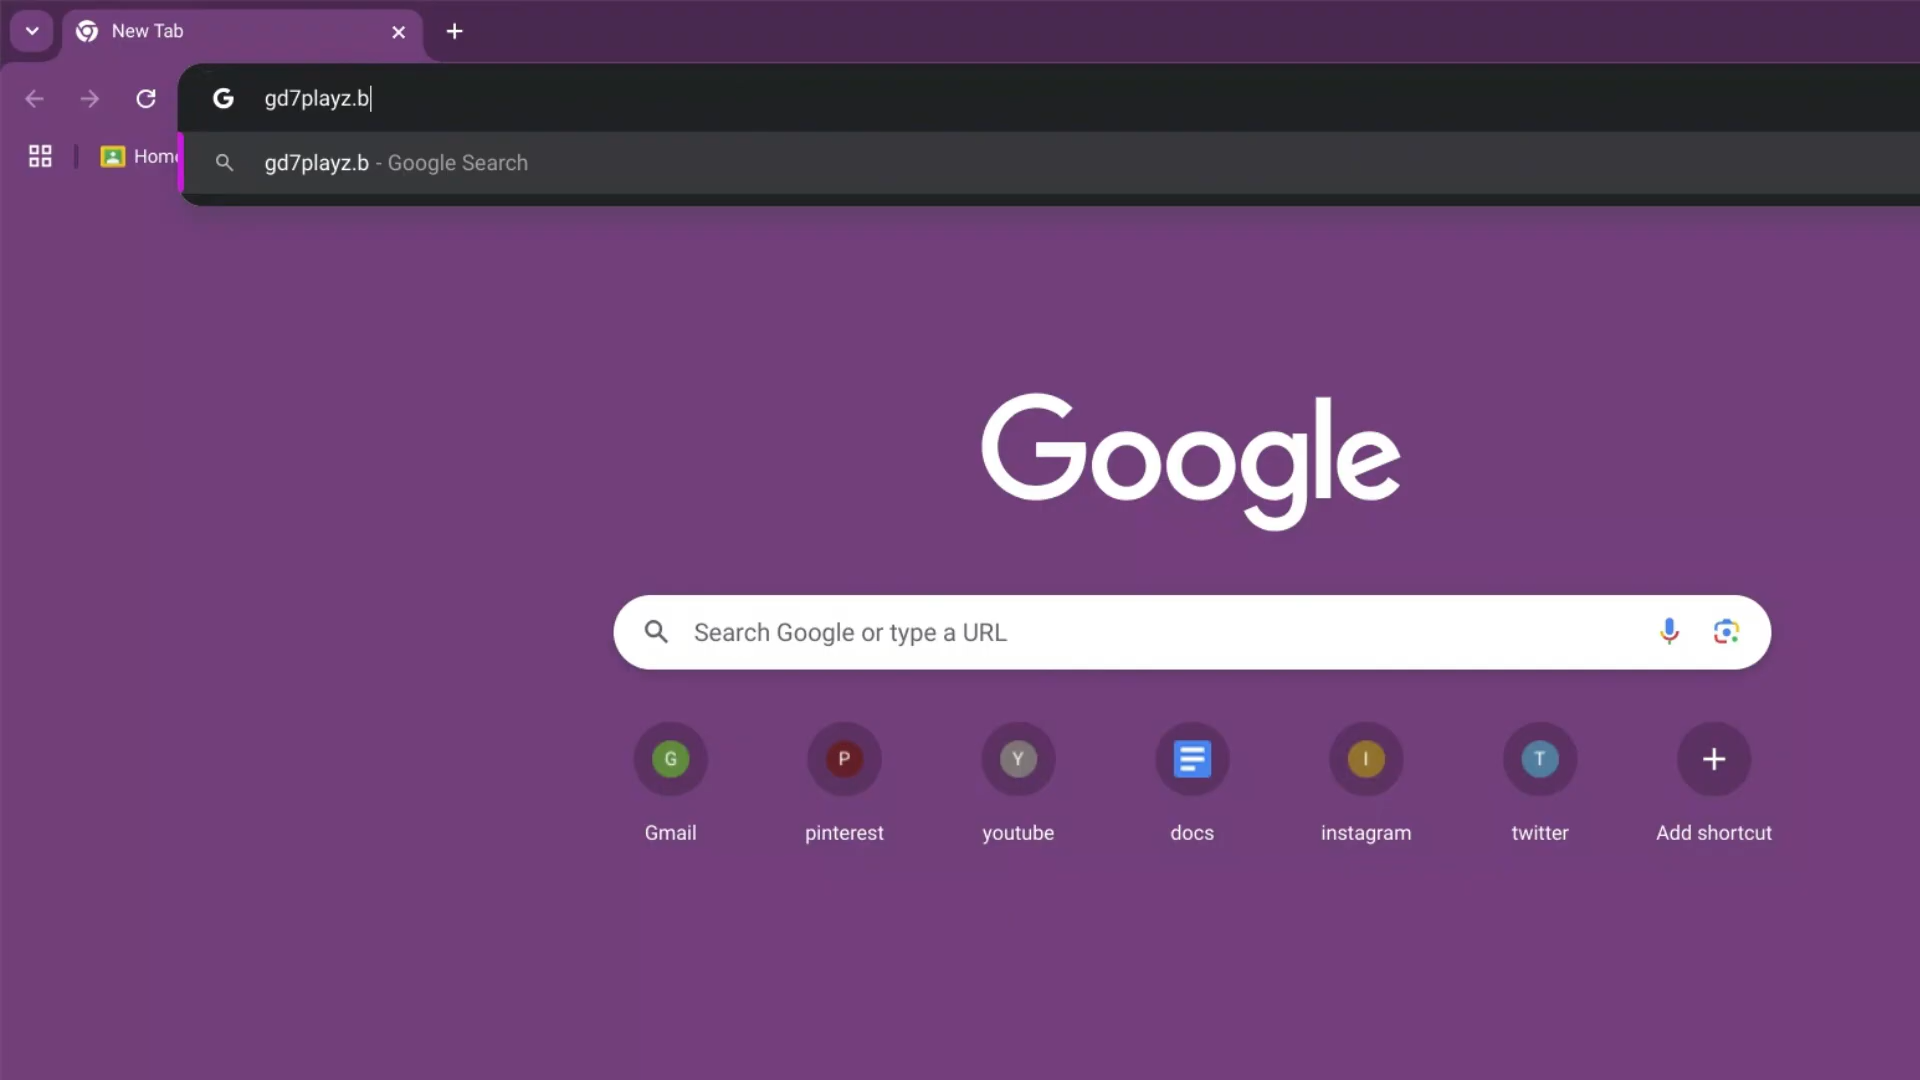 New Tab
gd7playz.b
Home
gd7playz.b - Google Search
Google
Search Google or type a URL
G
P
Y
I
T
Gmail
pinterest
youtube
docs
instagram
twitter
Add shortcut